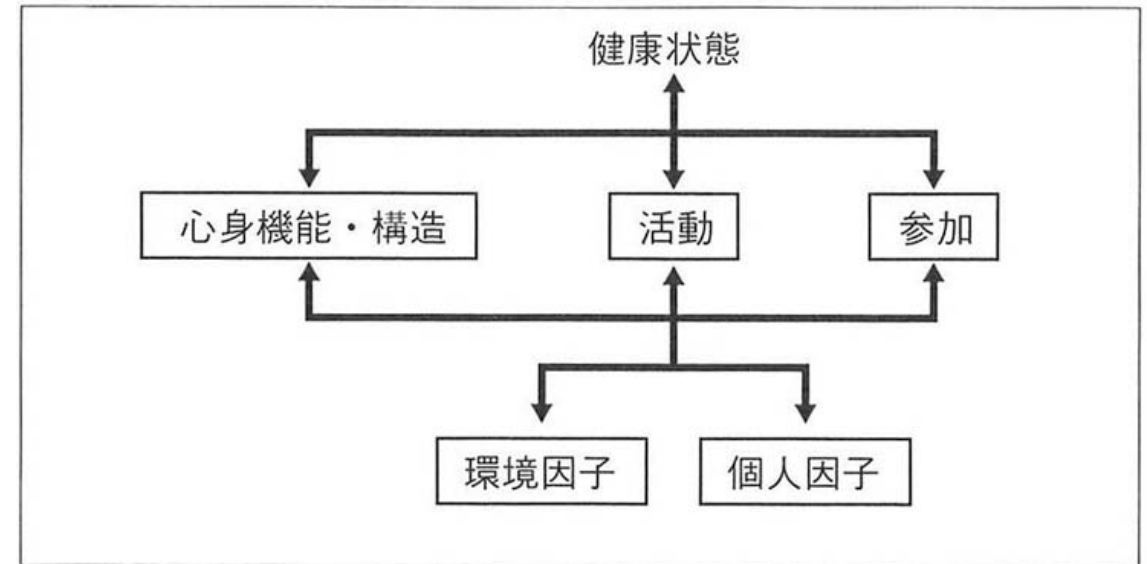 健康状態
心身機能・構造
活動
参加
環境因子
個人因子